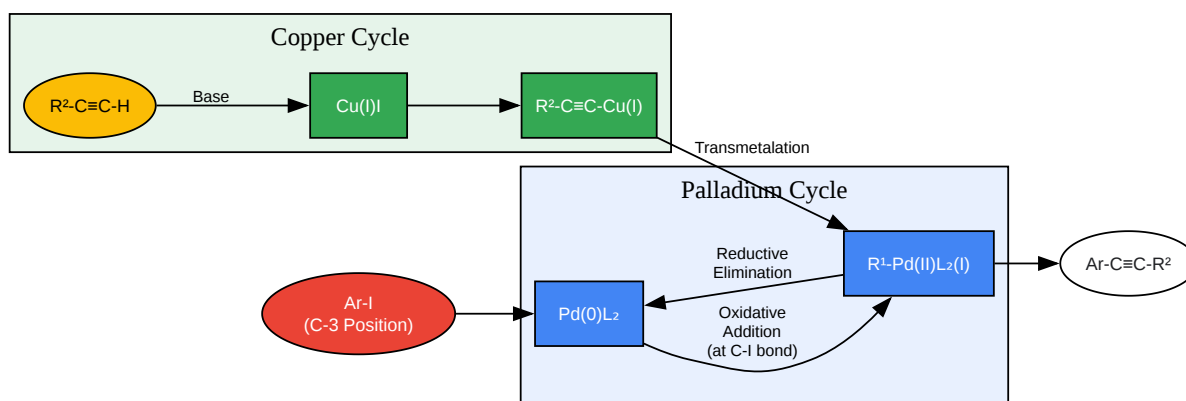 Copper Cycle
R²-C≡C-H
Base
Cu(I)I
R²-C≡C-Cu(I)
Transmetalation
Palladium Cycle
Reductive
Elimination
R¹-Pd(II)L₂(I)
Ar-C≡C-R²
Ar-I
(C-3 Position)
Pd(0)L₂
Oxidative
Addition
(at C-I bond)